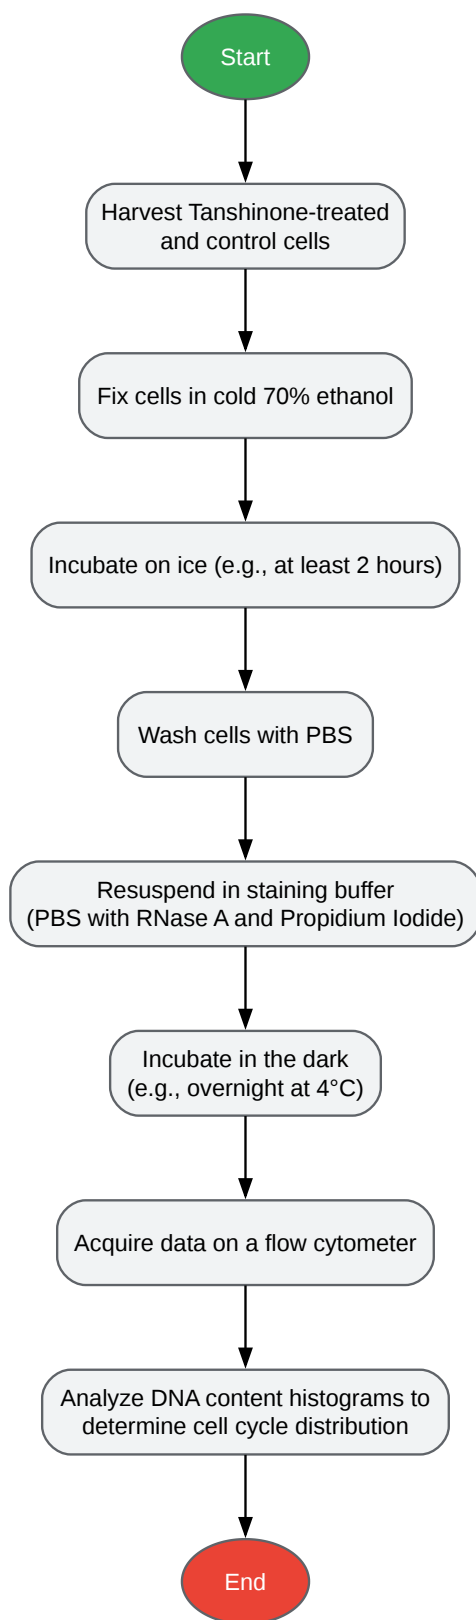 Start
Harvest Tanshinone-treated
and control cells
Fix cells in cold 70% ethanol
Incubate on ice (e.g., at least 2 hours)
Wash cells with PBS
Resuspend in staining buffer
(PBS with RNase A and Propidium Iodide)
Incubate in the dark
(e.g., overnight at 4°C)
Acquire data on a flow cytometer
Analyze DNA content histograms to
determine cell cycle distribution
End